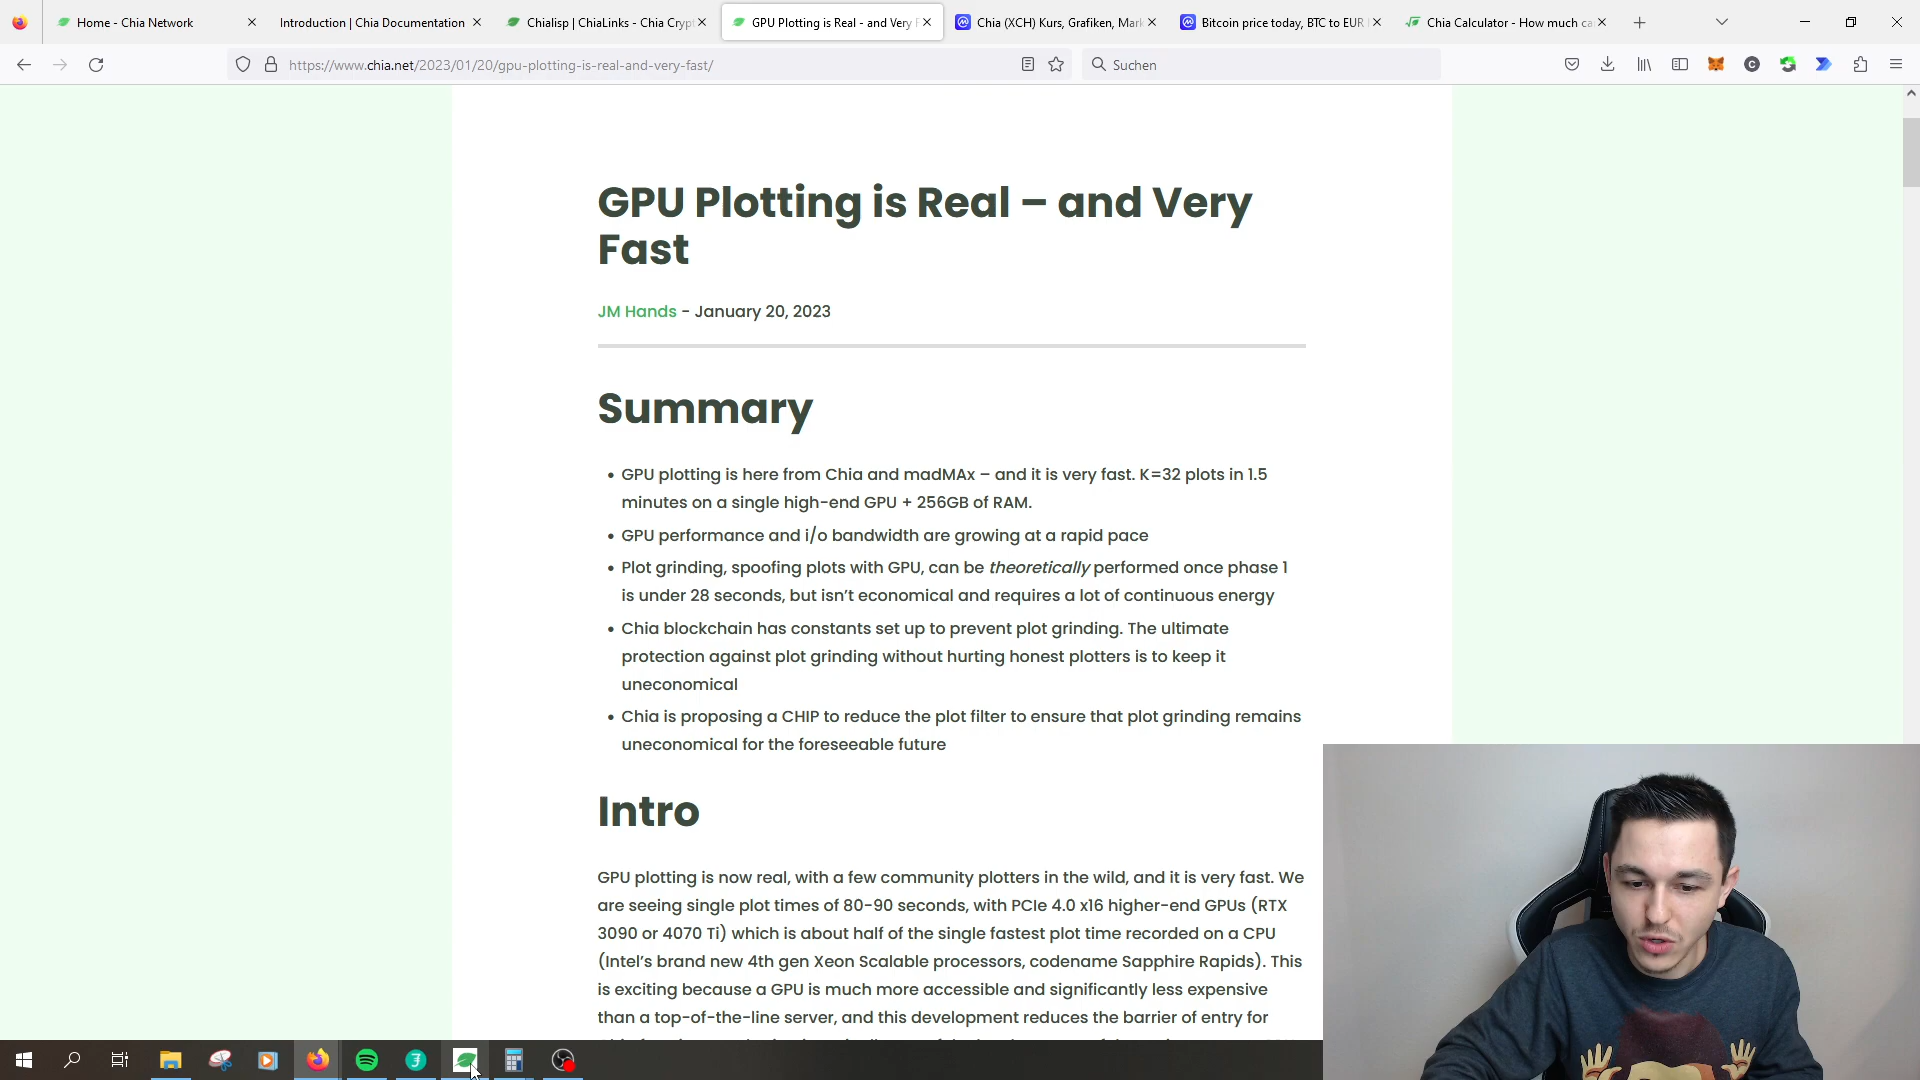 Home - Chia Network
Introduction | Chia Documentation
Chialisp | ChiaLinks - Chia Crypt
GPU Plotting is Real - and Very F
Chia (XCH) Kurs, Grafiken, Mark
Bitcoin price today, BTC to EUR
Chia Calculator - How much ca
https://www.chia.net/2023/01/20/gpu-plotting-is-real-and-very-fast/
Suchen
GPU Plotting is Real – and Very
Fast
JM Hands - January 20, 2023
Summary
• GPU plotting is here from Chia and madMAx – and it is very fast. K=32 plots in 1.5
minutes on a single high-end GPU + 256GB of RAM.
• GPU performance and i/o bandwidth are growing at a rapid pace
• Plot grinding, spoofing plots with GPU, can be theoretically performed once phase 1
is under 28 seconds, but isn't economical and requires a lot of continuous energy
• Chia blockchain has constants set up to prevent plot grinding. The ultimate
protection against plot grinding without hurting honest plotters is to keep it
uneconomical
• Chia is proposing a CHIP to reduce the plot filter to ensure that plot grinding remains
uneconomical for the foreseeable future
Intro
GPU plotting is now real, with a few community plotters in the wild, and it is very fast. We
are seeing single plot times of 80-90 seconds, with PCIe 4.0 x16 higher-end GPUs (RTX
3090 or 4070 Ti) which is about half of the single fastest plot time recorded on a CPU
(Intel's brand new 4th gen Xeon Scalable processors, codename Sapphire Rapids). This
is exciting because a GPU is much more accessible and significantly less expensive
than a top-of-the-line server, and this development reduces the barrier of entry for